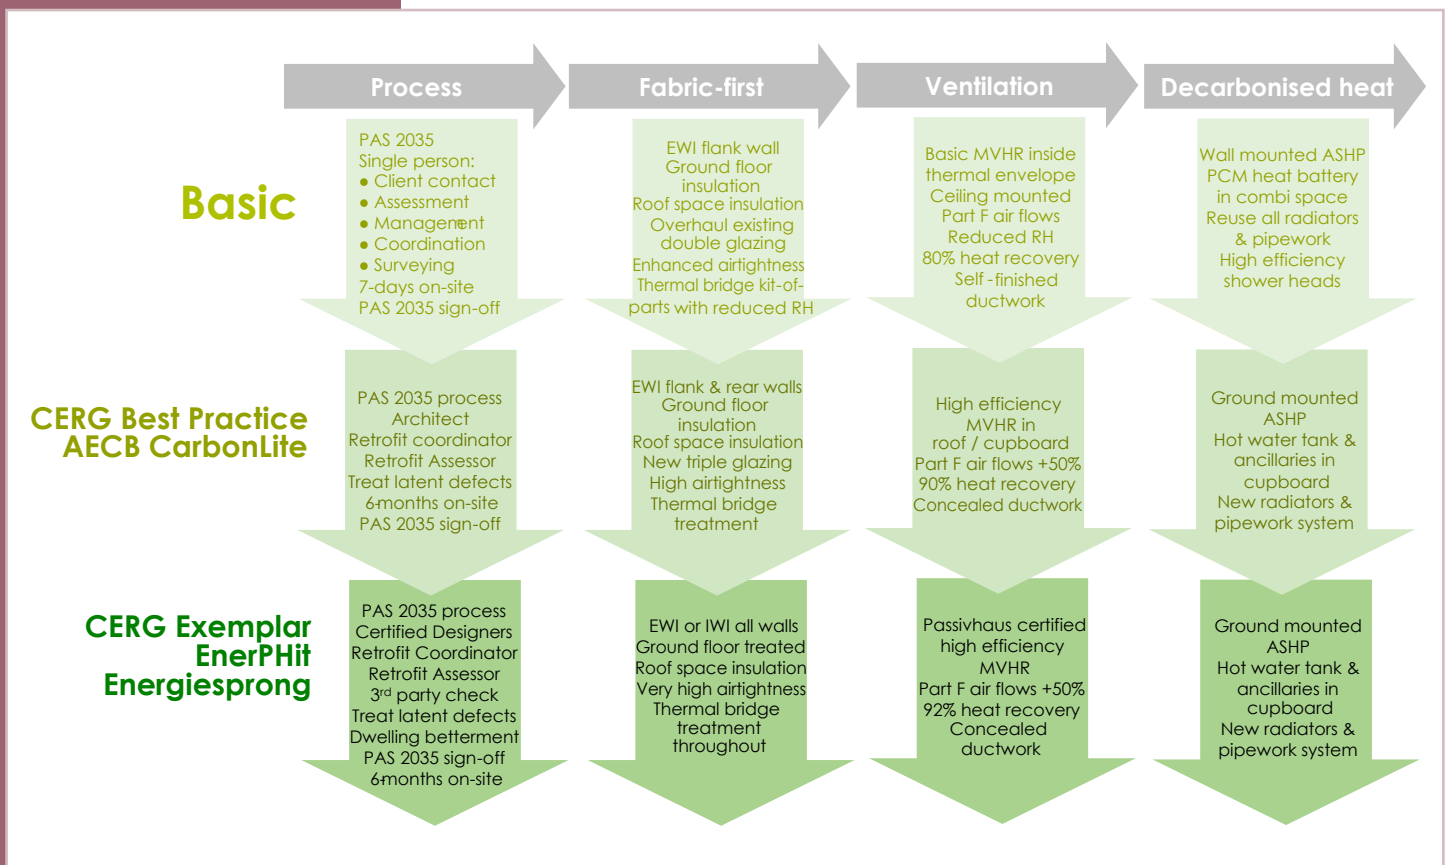 Process
Fabric-first
Ventilation
Decarbonised heat
Basic
PAS 2035
Single person:
● Client contact
● Assessment
● Management
● Coordination
● Surveying
7-days on-site
PAS 2035 sign-off
EWI flank wall
Ground floor
insulation
Roof space insulation
Overhaul existing
double glazing
Enhanced airtightness
Thermal bridge kit-of-
parts with reduced RH
Basic MVHR inside
thermal envelope
Ceiling mounted
Part F air flows
Reduced RH
80% heat recovery
Self-finished
ductwork
Wall mounted ASHP
PCM heat battery
in combi space
Reuse all radiators
& pipework
High efficiency
shower heads
CERG Best Practice
AECB CarbonLite
PAS 2035 process
Architect
Retrofit coordinator
Retrofit Assessor
Treat latent defects
6-months on-site
PAS 2035 sign-off
EWI flank & rear walls
Ground floor
insulation
Roof space insulation
New triple glazing
High airtightness
Thermal bridge
treatment
High efficiency
MVHR in
roof / cupboard
Part F air flows +50%
90% heat recovery
Concealed ductwork
Ground mounted
ASHP
Hot water tank &
ancillaries in
cupboard
New radiators &
pipework system
CERG Exemplar
EnerPHit
Energiesprong
PAS 2035 process
Certified Designers
Retrofit Coordinator
Retrofit Assessor
3rd party check
Treat latent defects
Dwelling betterment
PAS 2035 sign-off
6-months on-site
EWI or IWI all walls
Ground floor treated
Roof space insulation
Very high airtightness
Thermal bridge
treatment
throughout
Passivhaus certified
high efficiency
MVHR
Part F air flows +50%
92% heat recovery
Concealed
ductwork
Ground mounted
ASHP
Hot water tank &
ancillaries in
cupboard
New radiators &
pipework system